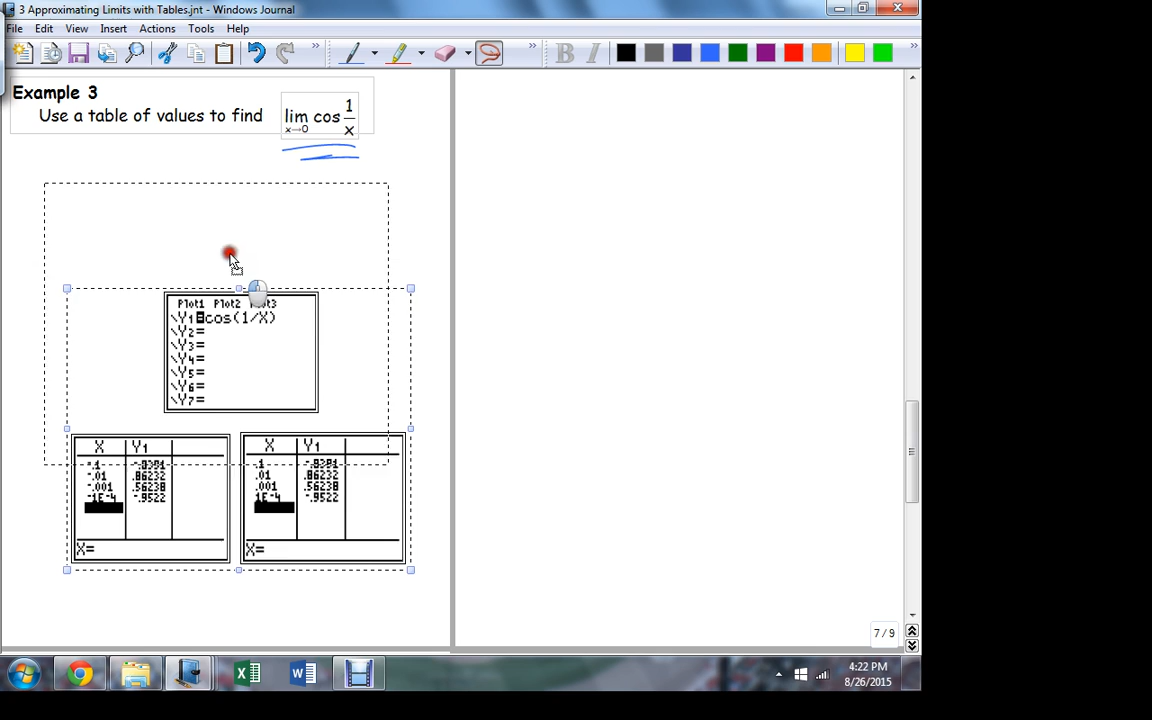 3 Approximating Limits with Tables.jnt - Windows Journal
File Edit View Insert Actions Tools Help
» » B I »
Example 3
Use a table of values to find lim x→0 cos 1/x
Plot1 Plot2 Plot3
\Y1=cos(1/X)
\Y2=
\Y3=
\Y4=
\Y5=
\Y6=
\Y7=
X Y1
-.1 -.8391
-.01 .86232
-.001 .56238
-1E-4 -.9522
X=
X Y1
.1 -.8391
.01 .86232
.001 .56238
1E-4 -.9522
X=
7 / 9
4:22 PM
8/26/2015